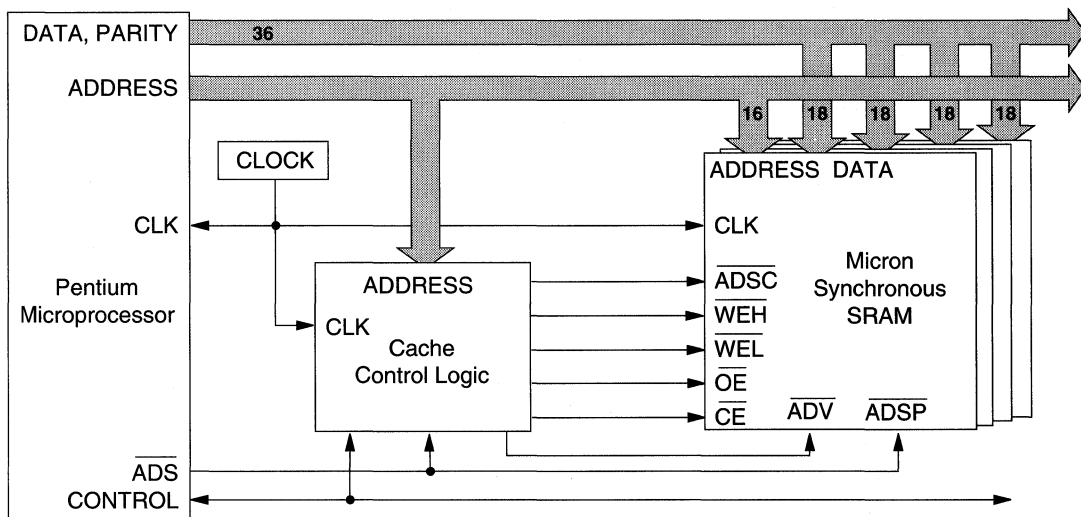 DATA, PARITY
36
ADDRESS
16
18
18
18
18
CLOCK
ADDRESS DATA
CLK
CLK
ADDRESS
ADSC
Micron
Synchronous
SRAM
Pentium
Microprocessor
CLK
WEH
Cache
Control Logic
WEL
OE
CE
ADV
ADSP
ADS
CONTROL